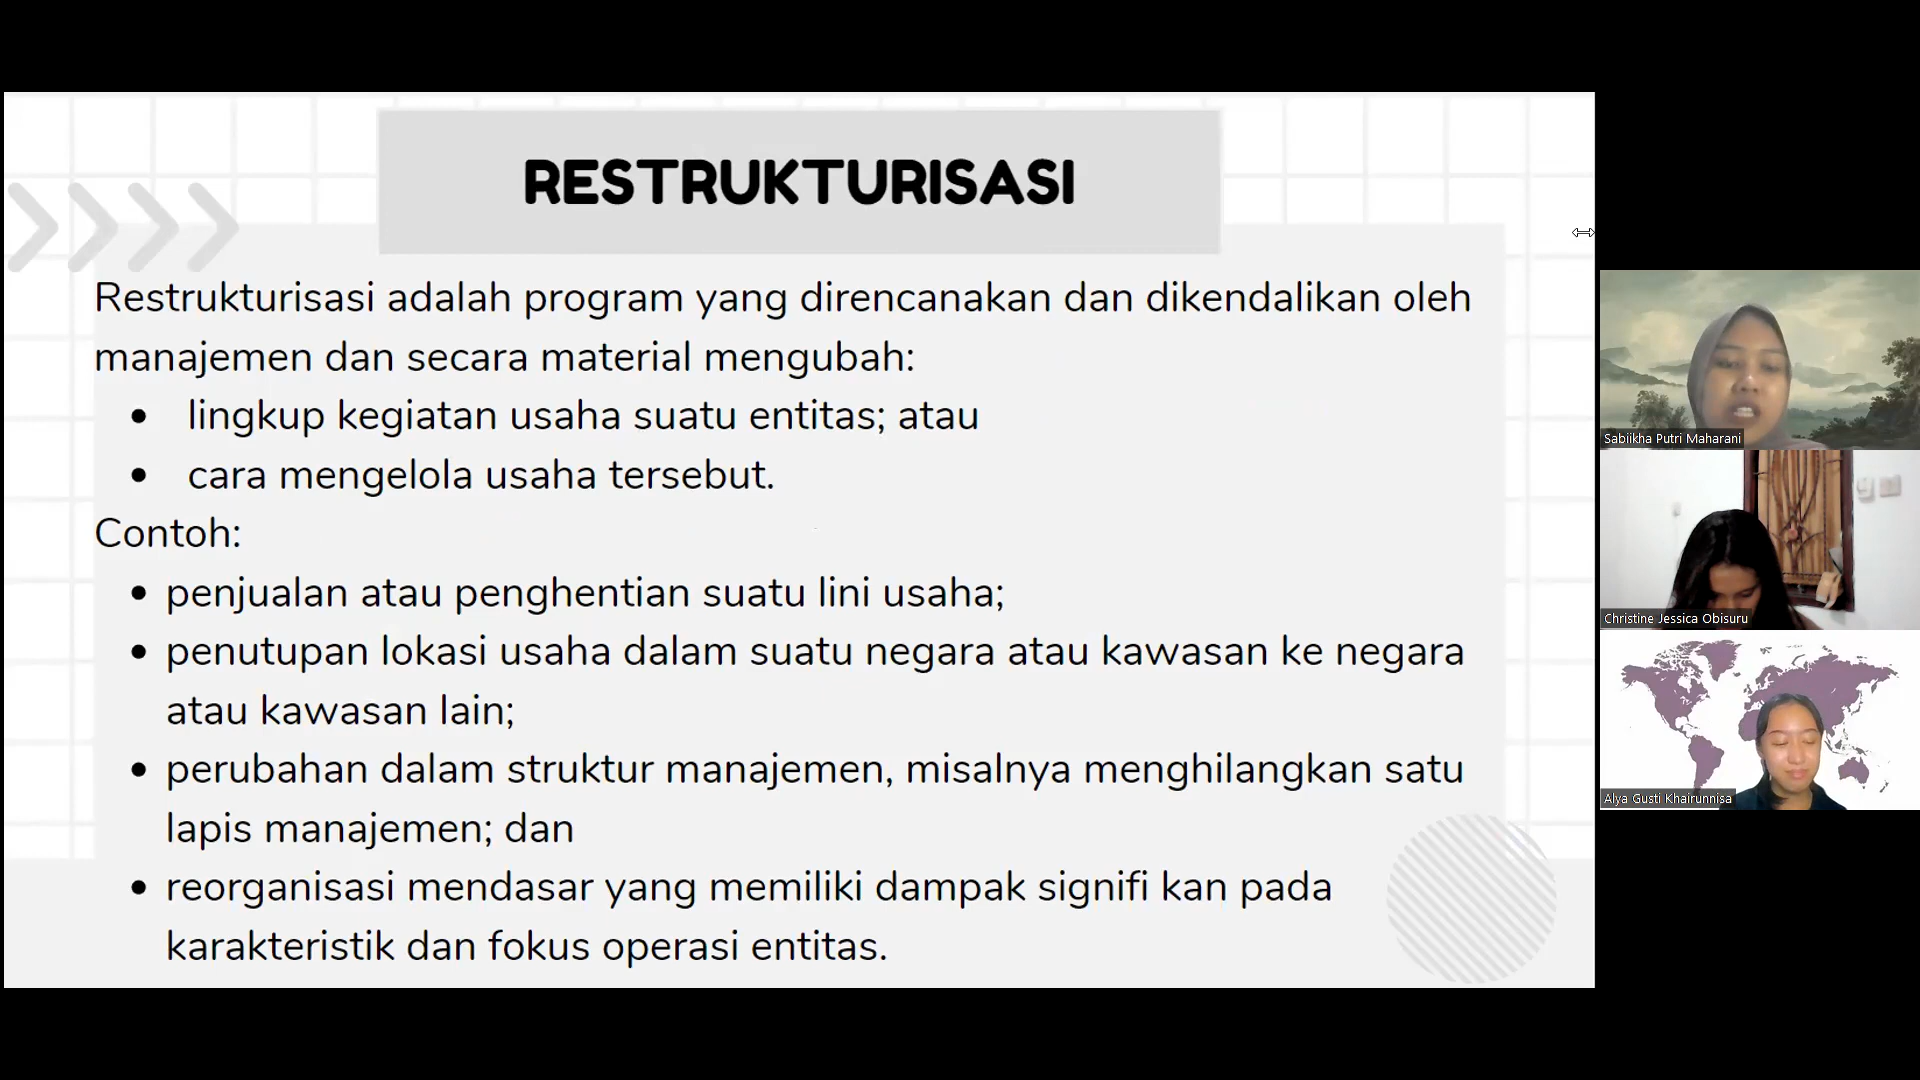 RESTRUKTURISASI
Restrukturisasi adalah program yang direncanakan dan dikendalikan oleh
manajemen dan secara material mengubah:
• lingkup kegiatan usaha suatu entitas; atau
• cara mengelola usaha tersebut.
Contoh:
• penjualan atau penghentian suatu lini usaha;
• penutupan lokasi usaha dalam suatu negara atau kawasan ke negara
atau kawasan lain;
• perubahan dalam struktur manajemen, misalnya menghilangkan satu
lapis manajemen; dan
• reorganisasi mendasar yang memiliki dampak signifi kan pada
karakteristik dan fokus operasi entitas.
Sabiikha Putri Maharani
Christine Jessica Obisuru
Alya Gusti Khairunnisa